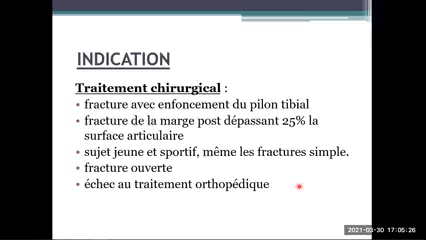 INDICATION
Traitement chirurgical :
• fracture avec enfoncement du pilon tibial
• fracture de la marge post dépassant 25% la
surface articulaire
• sujet jeune et sportif, même les fractures simple.
• fracture ouverte
• échec au traitement orthopédique
2021-03-30 17:05:26